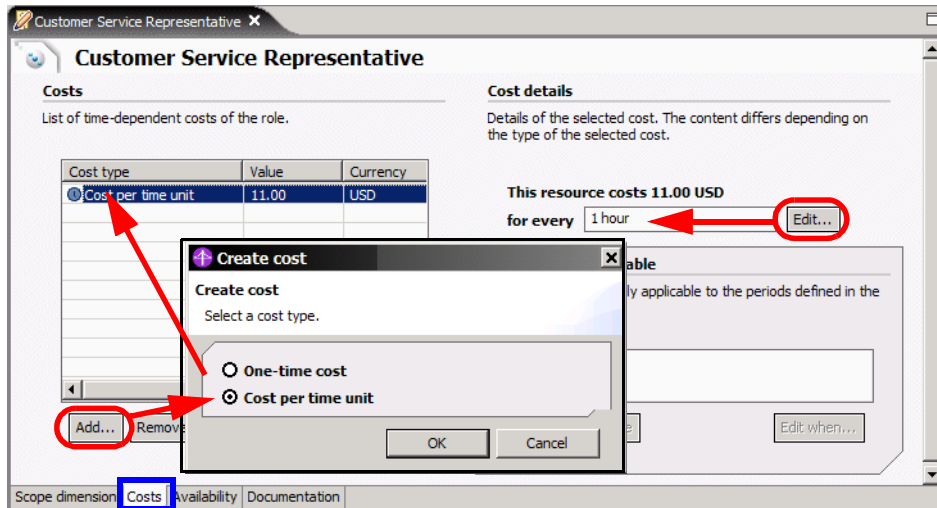 Customer Service Representative
Customer Service Representative
Costs
List of time-dependent costs of the role.
Cost type Value Currency
Cost per time unit 11.00 USD
Add... Remov
Cost details
Details of the selected cost. The content differs depending on
the type of the selected cost.
This resource costs 11.00 USD
for every 1 hour Edit...
able
ly applicable to the periods defined in the
Edit when...
Create cost
Create cost
Select a cost type.
One-time cost
Cost per time unit
OK Cancel
Scope dimension Costs Availability Documentation